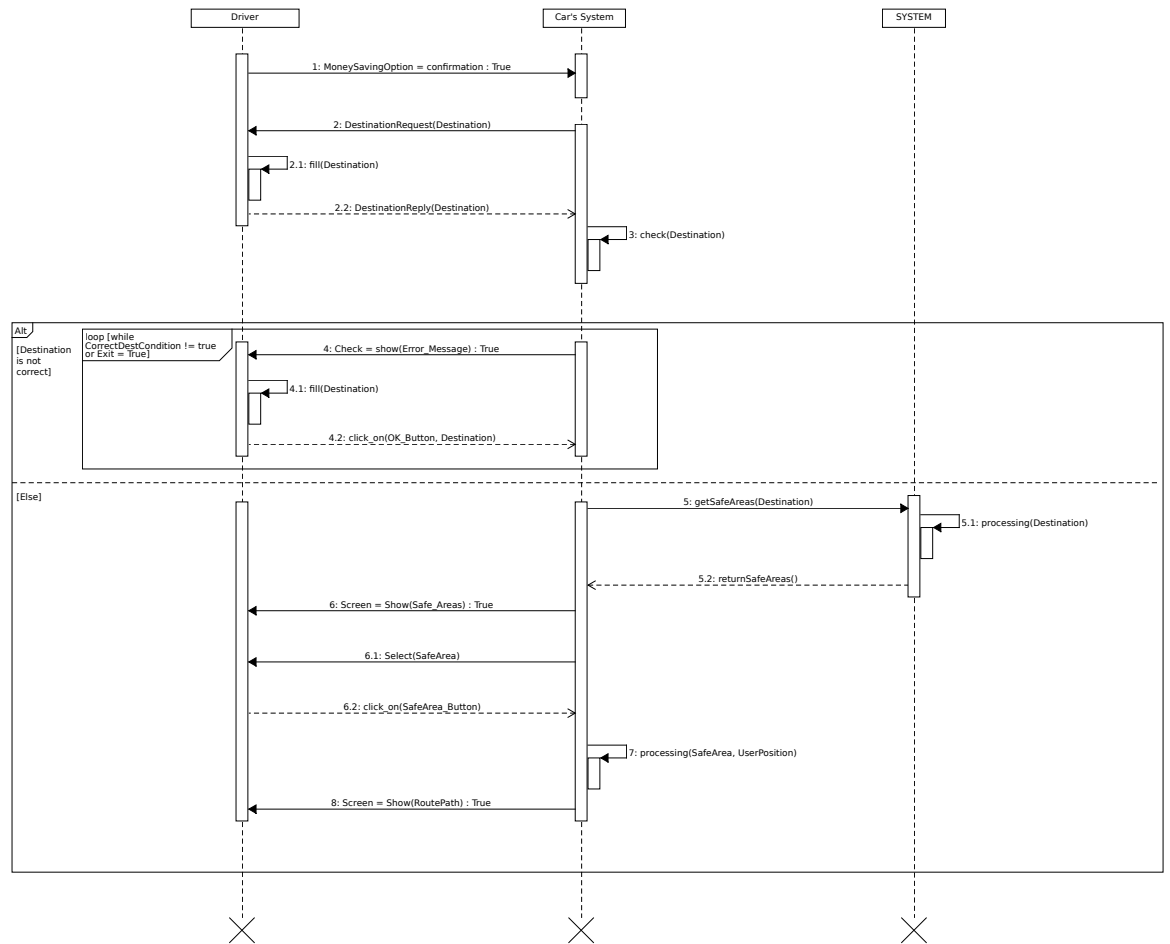 Driver
Car's System
SYSTEM
1: MoneySavingOption = confirmation : True
2: DestinationRequest(Destination)
2.1: fill(Destination)
2.2: DestinationReply(Destination)
3: check(Destination)
Alt
[Destination
is not
correct]
loop [while
CorrectDestCondition != true
or Exit = True]
4: Check = show(Error_Message) : True
4.1: fill(Destination)
4.2: click_on(OK_Button, Destination)
[Else]
5: getSafeAreas(Destination)
5.1: processing(Destination)
5.2: returnSafeAreas()
6: Screen = Show(Safe_Areas) : True
6.1: Select(SafeArea)
6.2: click_on(SafeArea_Button)
7: processing(SafeArea, UserPosition)
8: Screen = Show(RoutePath) : True